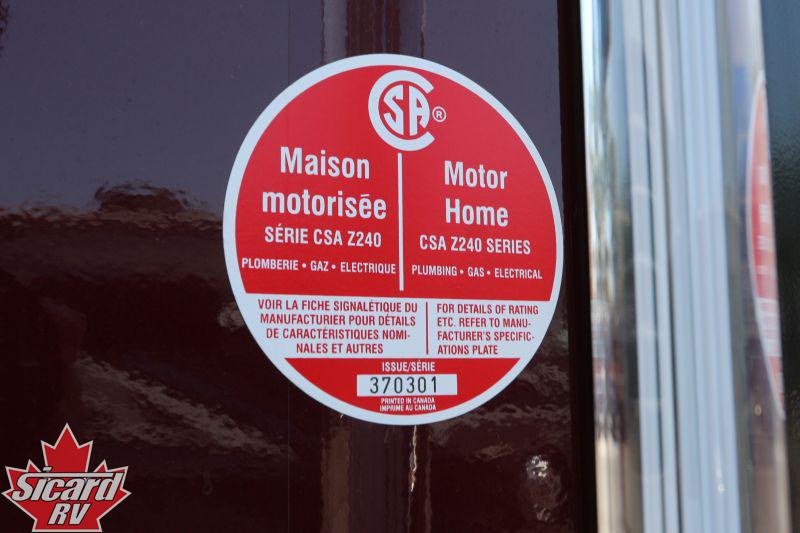 CSA®
Maison
motorisée
SÉRIE CSA Z240
PLOMBERIE • GAZ • ELECTRIQUE
Motor
Home
CSA Z240 SERIES
PLUMBING • GAS • ELECTRICAL
VOIR LA FICHE SIGNALÉTIQUE DU
MANUFACTURIER POUR DÉTAILS
DE CARACTÉRISTIQUES NOMI-
NALES ET AUTRES
FOR DETAILS OF RATING
ETC. REFER TO MANU-
FACTURER'S SPECIFIC-
ATIONS PLATE
ISSUE/SÉRIE
370301
PRINTED IN CANADA
IMPRIME AU CANADA
Sicard
RV